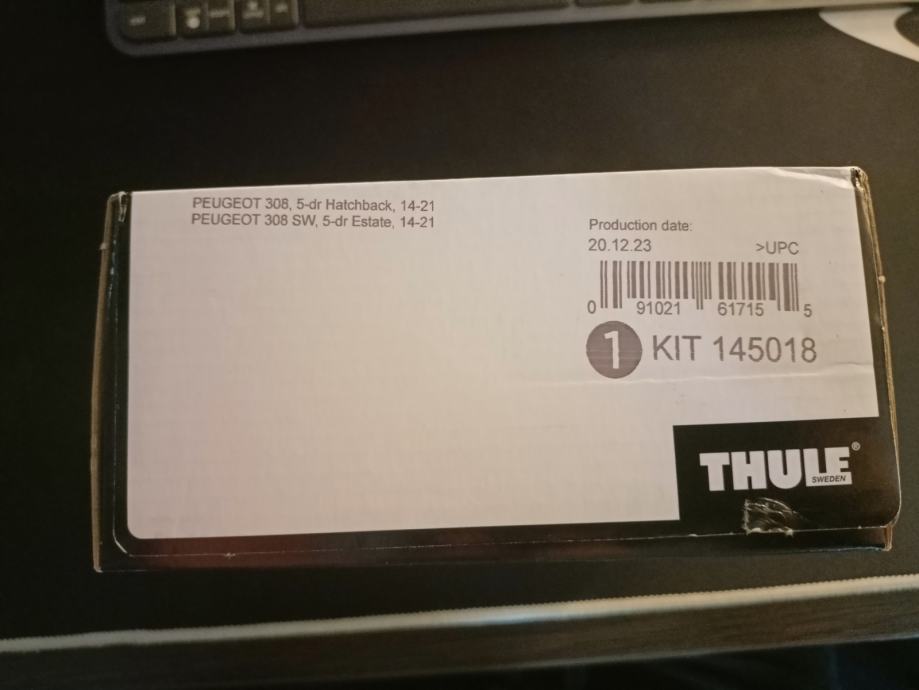 PEUGEOT 308, 5-dr Hatchback, 14-21
PEUGEOT 308 SW, 5-dr Estate, 14-21
Production date:
20.12.23 >UPC
0 91021 61715 5
1 KIT 145018
THULE®
SWEDEN